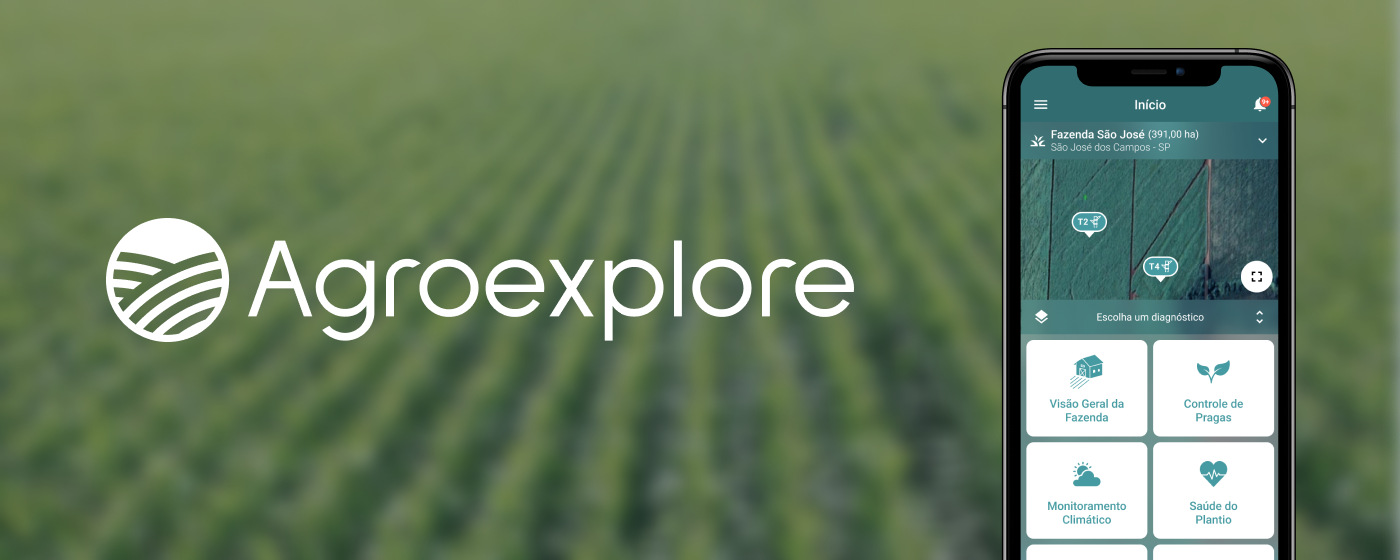 Agroexplore
Início
9+
Fazenda São José (391,00 ha)
São José dos Campos - SP
T2
T4
Escolha um diagnóstico
Visão Geral da
Fazenda
Controle de
Pragas
Monitoramento
Climático
Saúde do
Plantio